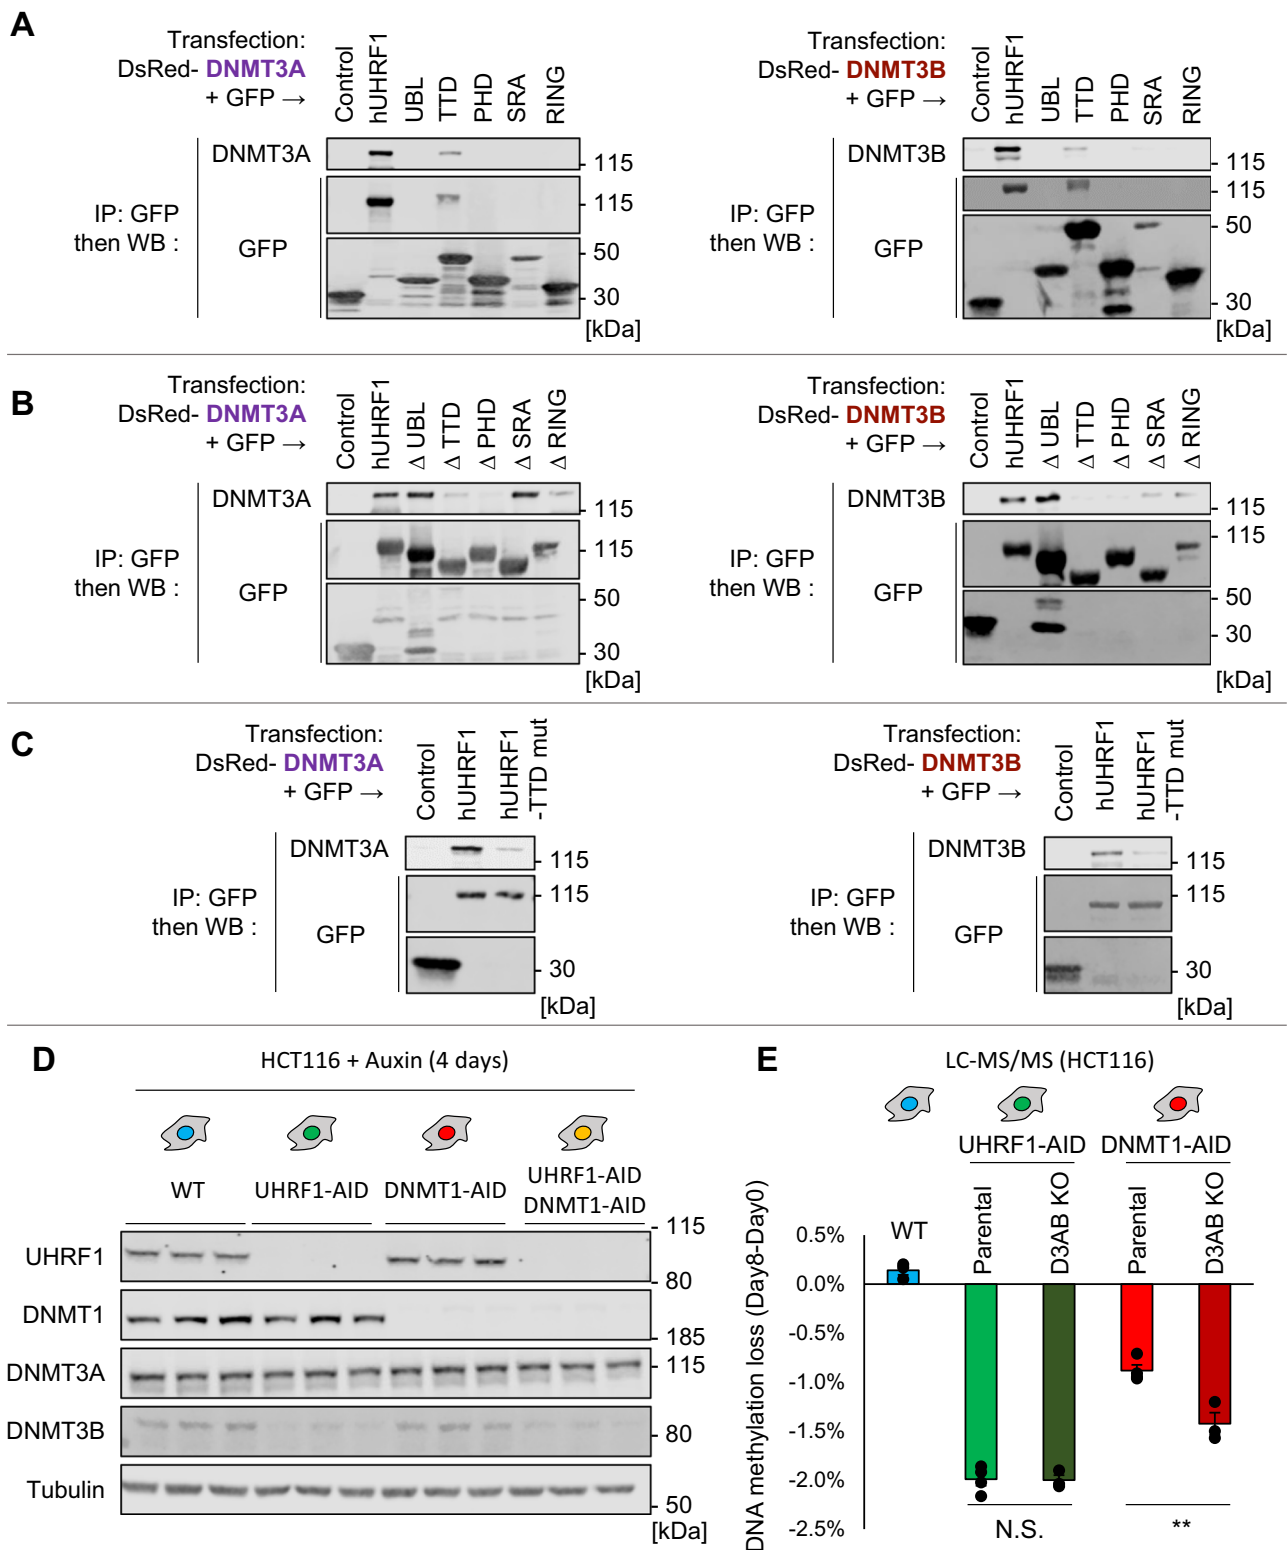 A
Transfection:
DsRed- DNMT3A
+ GFP →
Control
hUHRF1
UBL
TTD
PHD
SRA
RING
IP: GFP
then WB :
DNMT3A
GFP
115
115
50
30
[kDa]
Transfection:
DsRed- DNMT3B
+ GFP →
Control
hUHRF1
UBL
TTD
PHD
SRA
RING
IP: GFP
then WB :
DNMT3B
GFP
115
115
50
30
[kDa]
B
Transfection:
DsRed- DNMT3A
+ GFP →
Control
hUHRF1
Δ UBL
Δ TTD
Δ PHD
Δ SRA
Δ RING
IP: GFP
then WB :
DNMT3A
GFP
115
115
50
30
[kDa]
Transfection:
DsRed- DNMT3B
+ GFP →
Control
hUHRF1
Δ UBL
Δ TTD
Δ PHD
Δ SRA
Δ RING
IP: GFP
then WB :
DNMT3B
GFP
115
115
50
30
[kDa]
C
Transfection:
DsRed- DNMT3A
+ GFP →
Control
hUHRF1
hUHRF1
-TTD mut
IP: GFP
then WB :
DNMT3A
GFP
115
115
30
[kDa]
Transfection:
DsRed- DNMT3B
+ GFP →
Control
hUHRF1
hUHRF1
-TTD mut
IP: GFP
then WB :
DNMT3B
GFP
115
115
30
[kDa]
D
HCT116 + Auxin (4 days)
WT
UHRF1-AID
DNMT1-AID
UHRF1-AID
DNMT1-AID
UHRF1
DNMT1
DNMT3A
DNMT3B
Tubulin
115
80
185
115
80
50
[kDa]
E
LC-MS/MS (HCT116)
UHRF1-AID
DNMT1-AID
WT
Parental
D3AB KO
Parental
D3AB KO
DNA methylation loss (Day8-Day0)
0.5%
0.0%
-0.5%
-1.0%
-1.5%
-2.0%
-2.5%
N.S.
**